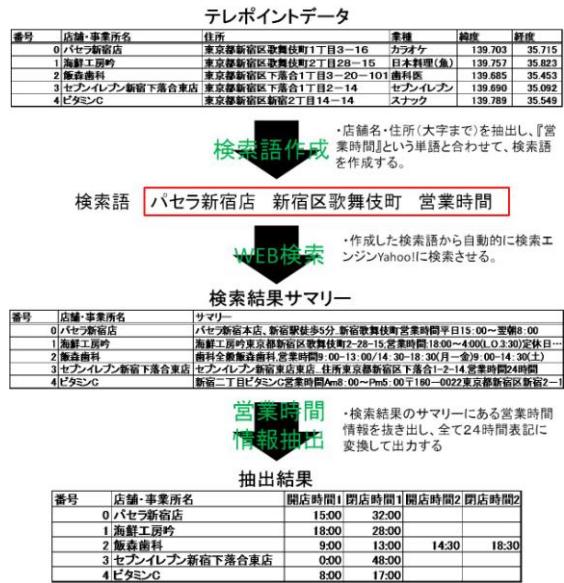 テレポイントデータ
番号 店舗・事業所名 住所 業種 緯度 経度
0 パセラ新宿店 東京都新宿区歌舞伎町1丁目3-16 カラオケ 139.703 35.715
1 海鮮工房吟 東京都新宿区歌舞伎町2丁目28-15 日本料理(魚) 139.757 35.823
2 飯森歯科 東京都新宿区下落合1丁目3-20-101 歯科医 139.685 35.453
3 セブンイレブン新宿下落合東店 東京都新宿区下落合1丁目2-14 セブンイレブン 139.690 35.092
4 ビタミンC 東京都新宿区新宿2丁目14-14 スナック 139.789 35.549
検索語作成
・店舗名・住所(大字まで)を抽出し、『営
業時間』という単語と合わせて、検索語
を作成する。
検索語 パセラ新宿店 新宿区歌舞伎町 営業時間
WEB検索
・作成した検索語から自動的に検索エ
ンジンYahoo!に検索させる。
検索結果サマリー
番号 店舗・事業所名 サマリー
0 パセラ新宿店 パセラ新宿本店、新宿駅徒歩5分.新宿歌舞伎町営業時間平日15:00~翌朝8:00
1 海鮮工房吟 海鮮工房吟東京都新宿区歌舞伎町2-28-15;営業時間:18:00~4:00(L.O.3:30)定休日…
2 飯森歯科 歯科全般飯森歯科,営業時間9:00-13:00/14:30-18:30(月-金)9:00-14:30(土)
3 セブンイレブン新宿下落合東店 セブンイレブン新宿東店東店…住所東京都新宿区下落合1-2-14.営業時間24時間
4 ビタミンC 新宿二丁目ビタミンC営業時間Am8:00~Pm5:00〒160-0022東京都新宿区新宿2-1
営業時間
情報抽出
・検索結果のサマリーにある営業時間
情報を抜き出し、全て24時間表記に
変換して出力する
抽出結果
番号 店舗・事業所名 開店時間1 閉店時間1 開店時間2 閉店時間2
0 パセラ新宿店 15:00 32:00
1 海鮮工房吟 18:00 28:00
2 飯森歯科 9:00 13:00 14:30 18:30
3 セブンイレブン新宿下落合東店 0:00 48:00
4 ビタミンC 8:00 17:00